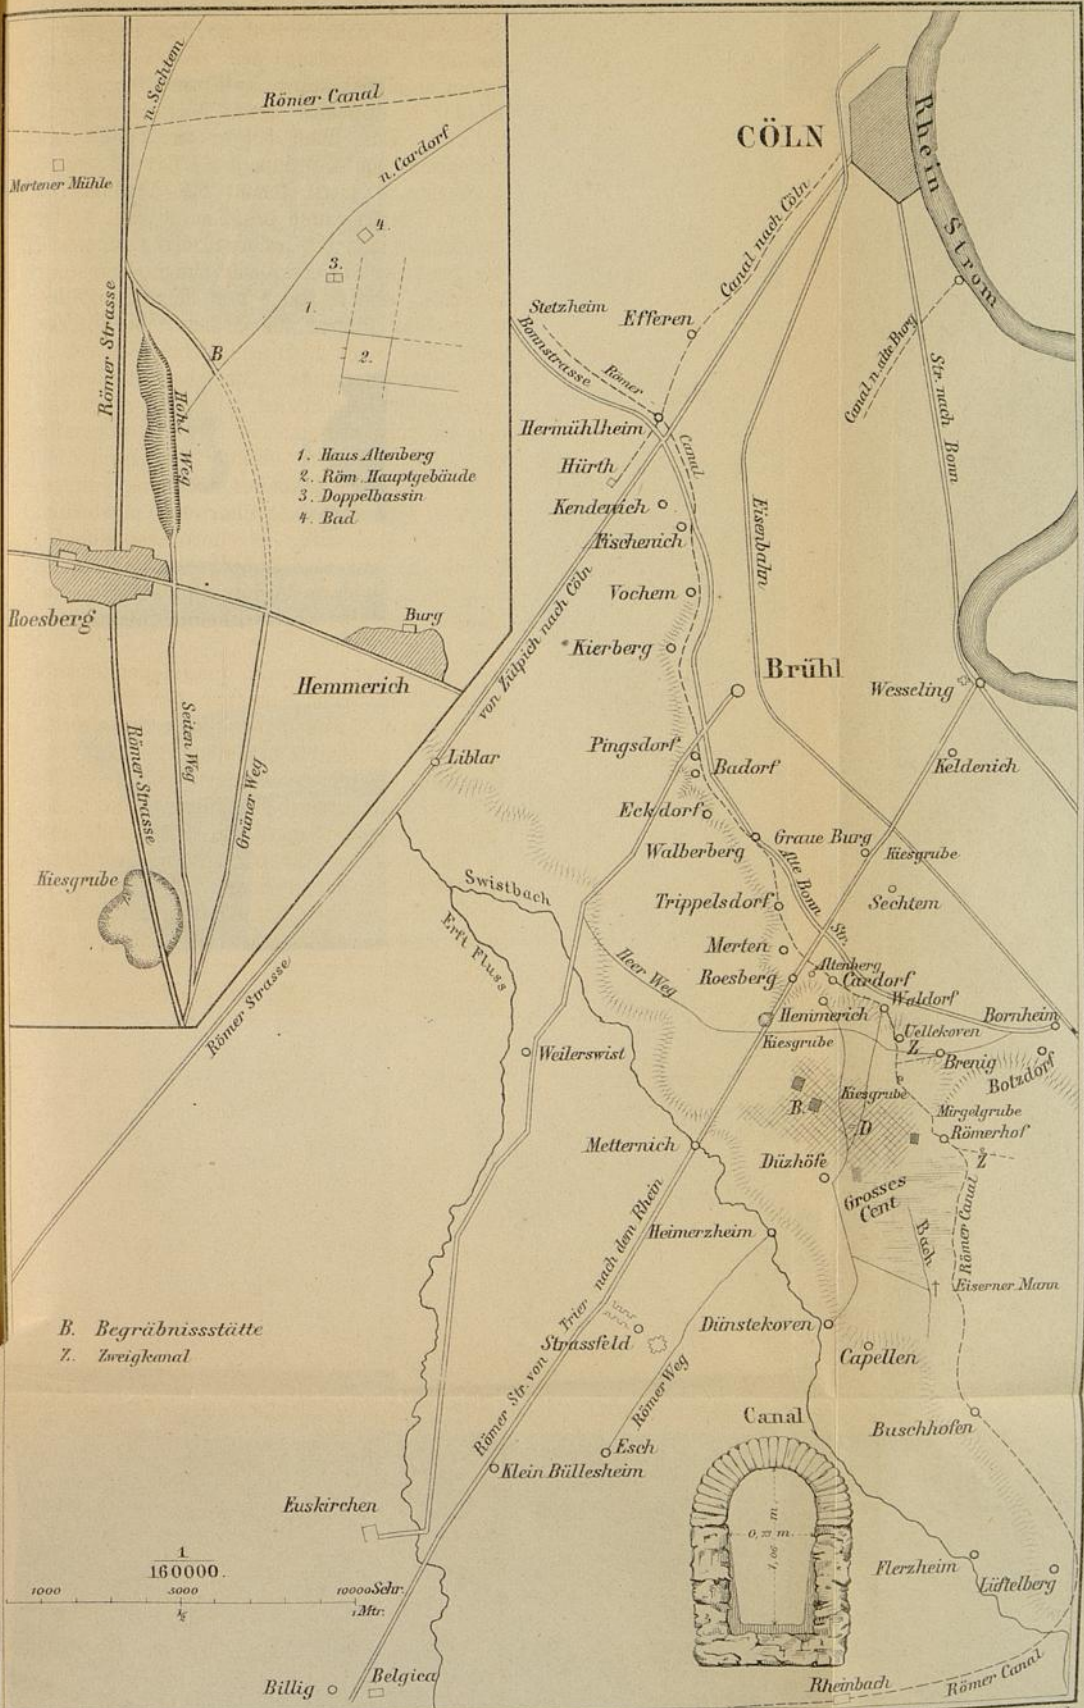 n. Sechtem
Römer Canal
n. Cardorf
Mertener Mühle
4.
3.
1.
2.
Römer Strasse
B
Hohl Weg
1. Haus Altenberg
2. Röm. Hauptgebäude
3. Doppelbassin
4. Bad
Roesberg
Burg
Hemmerich
Römer Strasse
Seiten Weg
Grüner Weg
Kiesgrube
CÖLN
Rhein Strom
Canal nach Cöln
Stetzheim
Efferen
Bonnstrasse
Römer
Canal
Canal n. alte Burg
Str. nach Bonn
Hermühlheim
Hürth
Kendenich
Fischenich
Eisenbahn
Vochem
Kierberg
von Zülpich nach Cöln
Brühl
Wesseling
Liblar
Pingsdorf
Badorf
Keldenich
Eckdorf
Walberberg
Graue Burg
Kiesgrube
Alte Bonn Str.
Swistbach
Trippelsdorf
Sechtem
Erft Fluss
Heer Weg
Merten
Roesberg
Altenberg
Cardorf
Waldorf
Hemmerich
Bornheim
Römer Strasse
Kiesgrube
Uellekoven
Z
Weilerswist
Brenig
Botzdorf
Kiesgrube
B.
D
Mirgelgrube
Römerhof
Metternich
Düzhöfe
Z
Grosses Cent
Römer Canal
Bach
Heimerzheim
Eiserner Mann
Römer Str. von Trier nach dem Rhein
B. Begräbnissstätte
Z. Zweigkanal
Strassfeld
Dünstekoven
Capellen
Römer Weg
Canal
Buschhofen
Esch
Klein Büllesheim
Euskirchen
m.
1,06
Flerzheim
Lüftelberg
1
160000.
1000
5000
10000 Schr.
½
1 Mtr.
Billig
Belgica
Rheinbach
Römer Canal